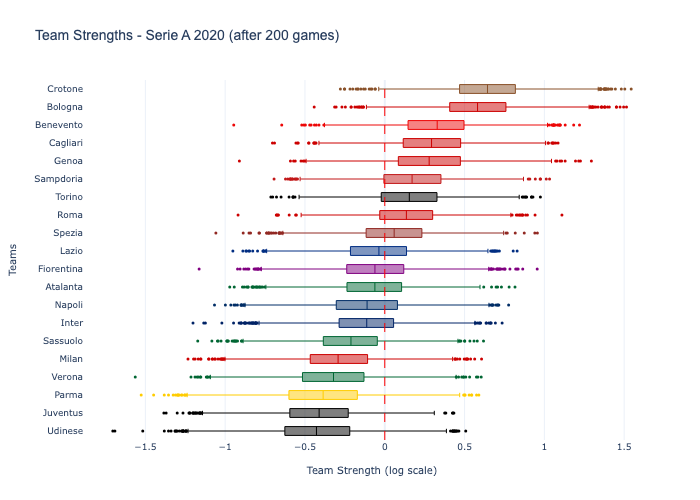 Team Strengths - Serie A 2020 (after 200 games)
Crotone
Bologna
Benevento
Cagliari
Genoa
Sampdoria
Torino
Roma
Spezia
Lazio
Fiorentina
Atalanta
Napoli
Inter
Sassuolo
Milan
Verona
Parma
Juventus
Udinese
Teams
−1.5 −1 −0.5 0 0.5 1 1.5
Team Strength (log scale)